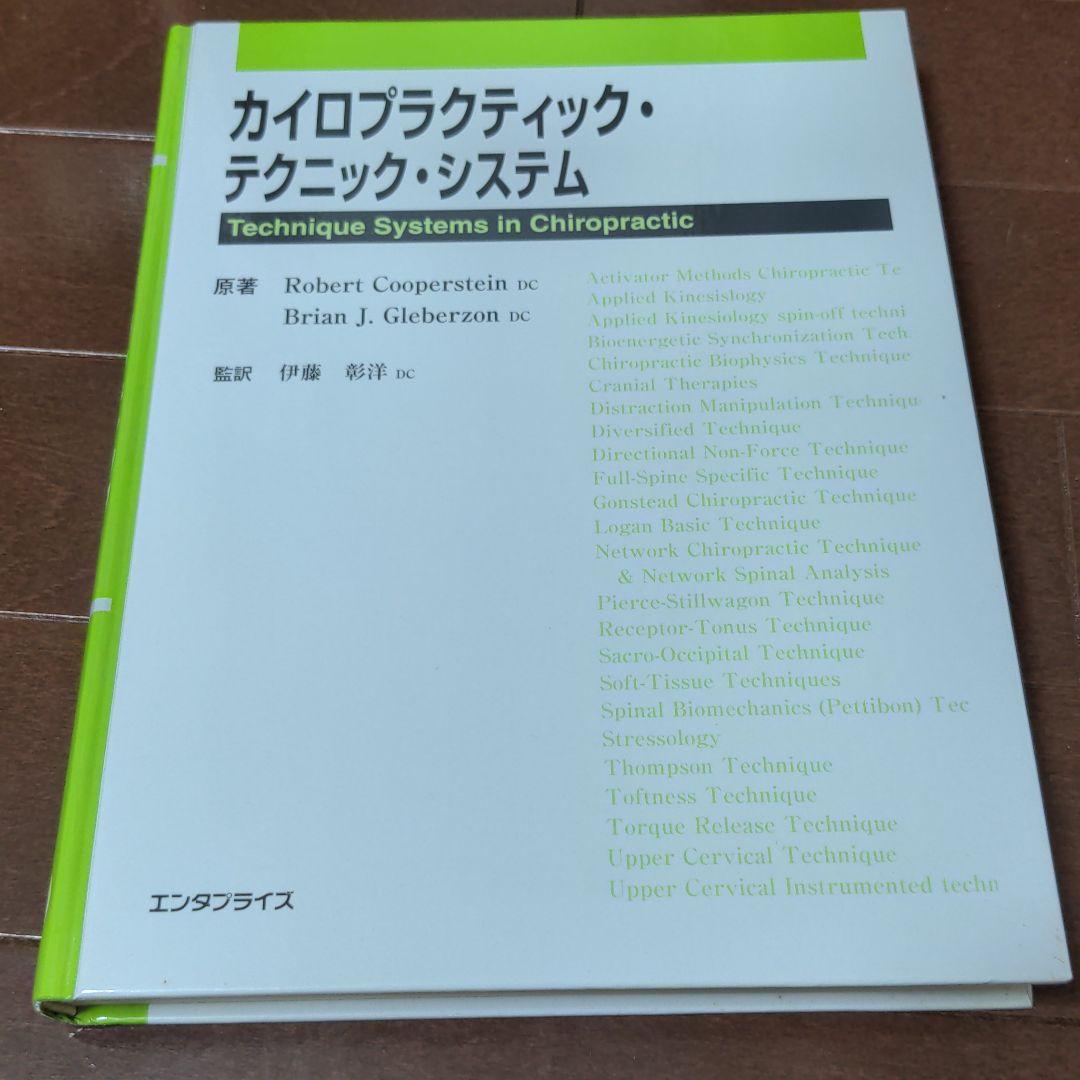 カイロプラクティック・
テクニック・システム
Technique Systems in Chiropractic
原著 Robert Cooperstein DC
Brian J. Gleberzon DC
監訳 伊藤 彰洋 DC
Activator Methods Chiropractic Te
Applied Kinesislogy
Applied Kinesiology spin-off techni
Bioenergetic Synchronization Tech
Chiropractic Biophysics Technique
Cranial Therapies
Distraction Manipulation Techniqu
Diversified Technique
Directional Non-Force Technique
Full-Spine Specific Technique
Gonstead Chiropractic Technique
Logan Basic Technique
Network Chiropractic Technique
& Network Spinal Analysis
Pierce-Stillwagon Technique
Receptor-Tonus Technique
Sacro-Occipital Technique
Soft-Tissue Techniques
Spinal Biomechanics (Pettibon) Tec
Stressology
Thompson Technique
Toftness Technique
Torque Release Technique
Upper Cervical Technique
Upper Cervical Instrumented techn
エンタプライズ